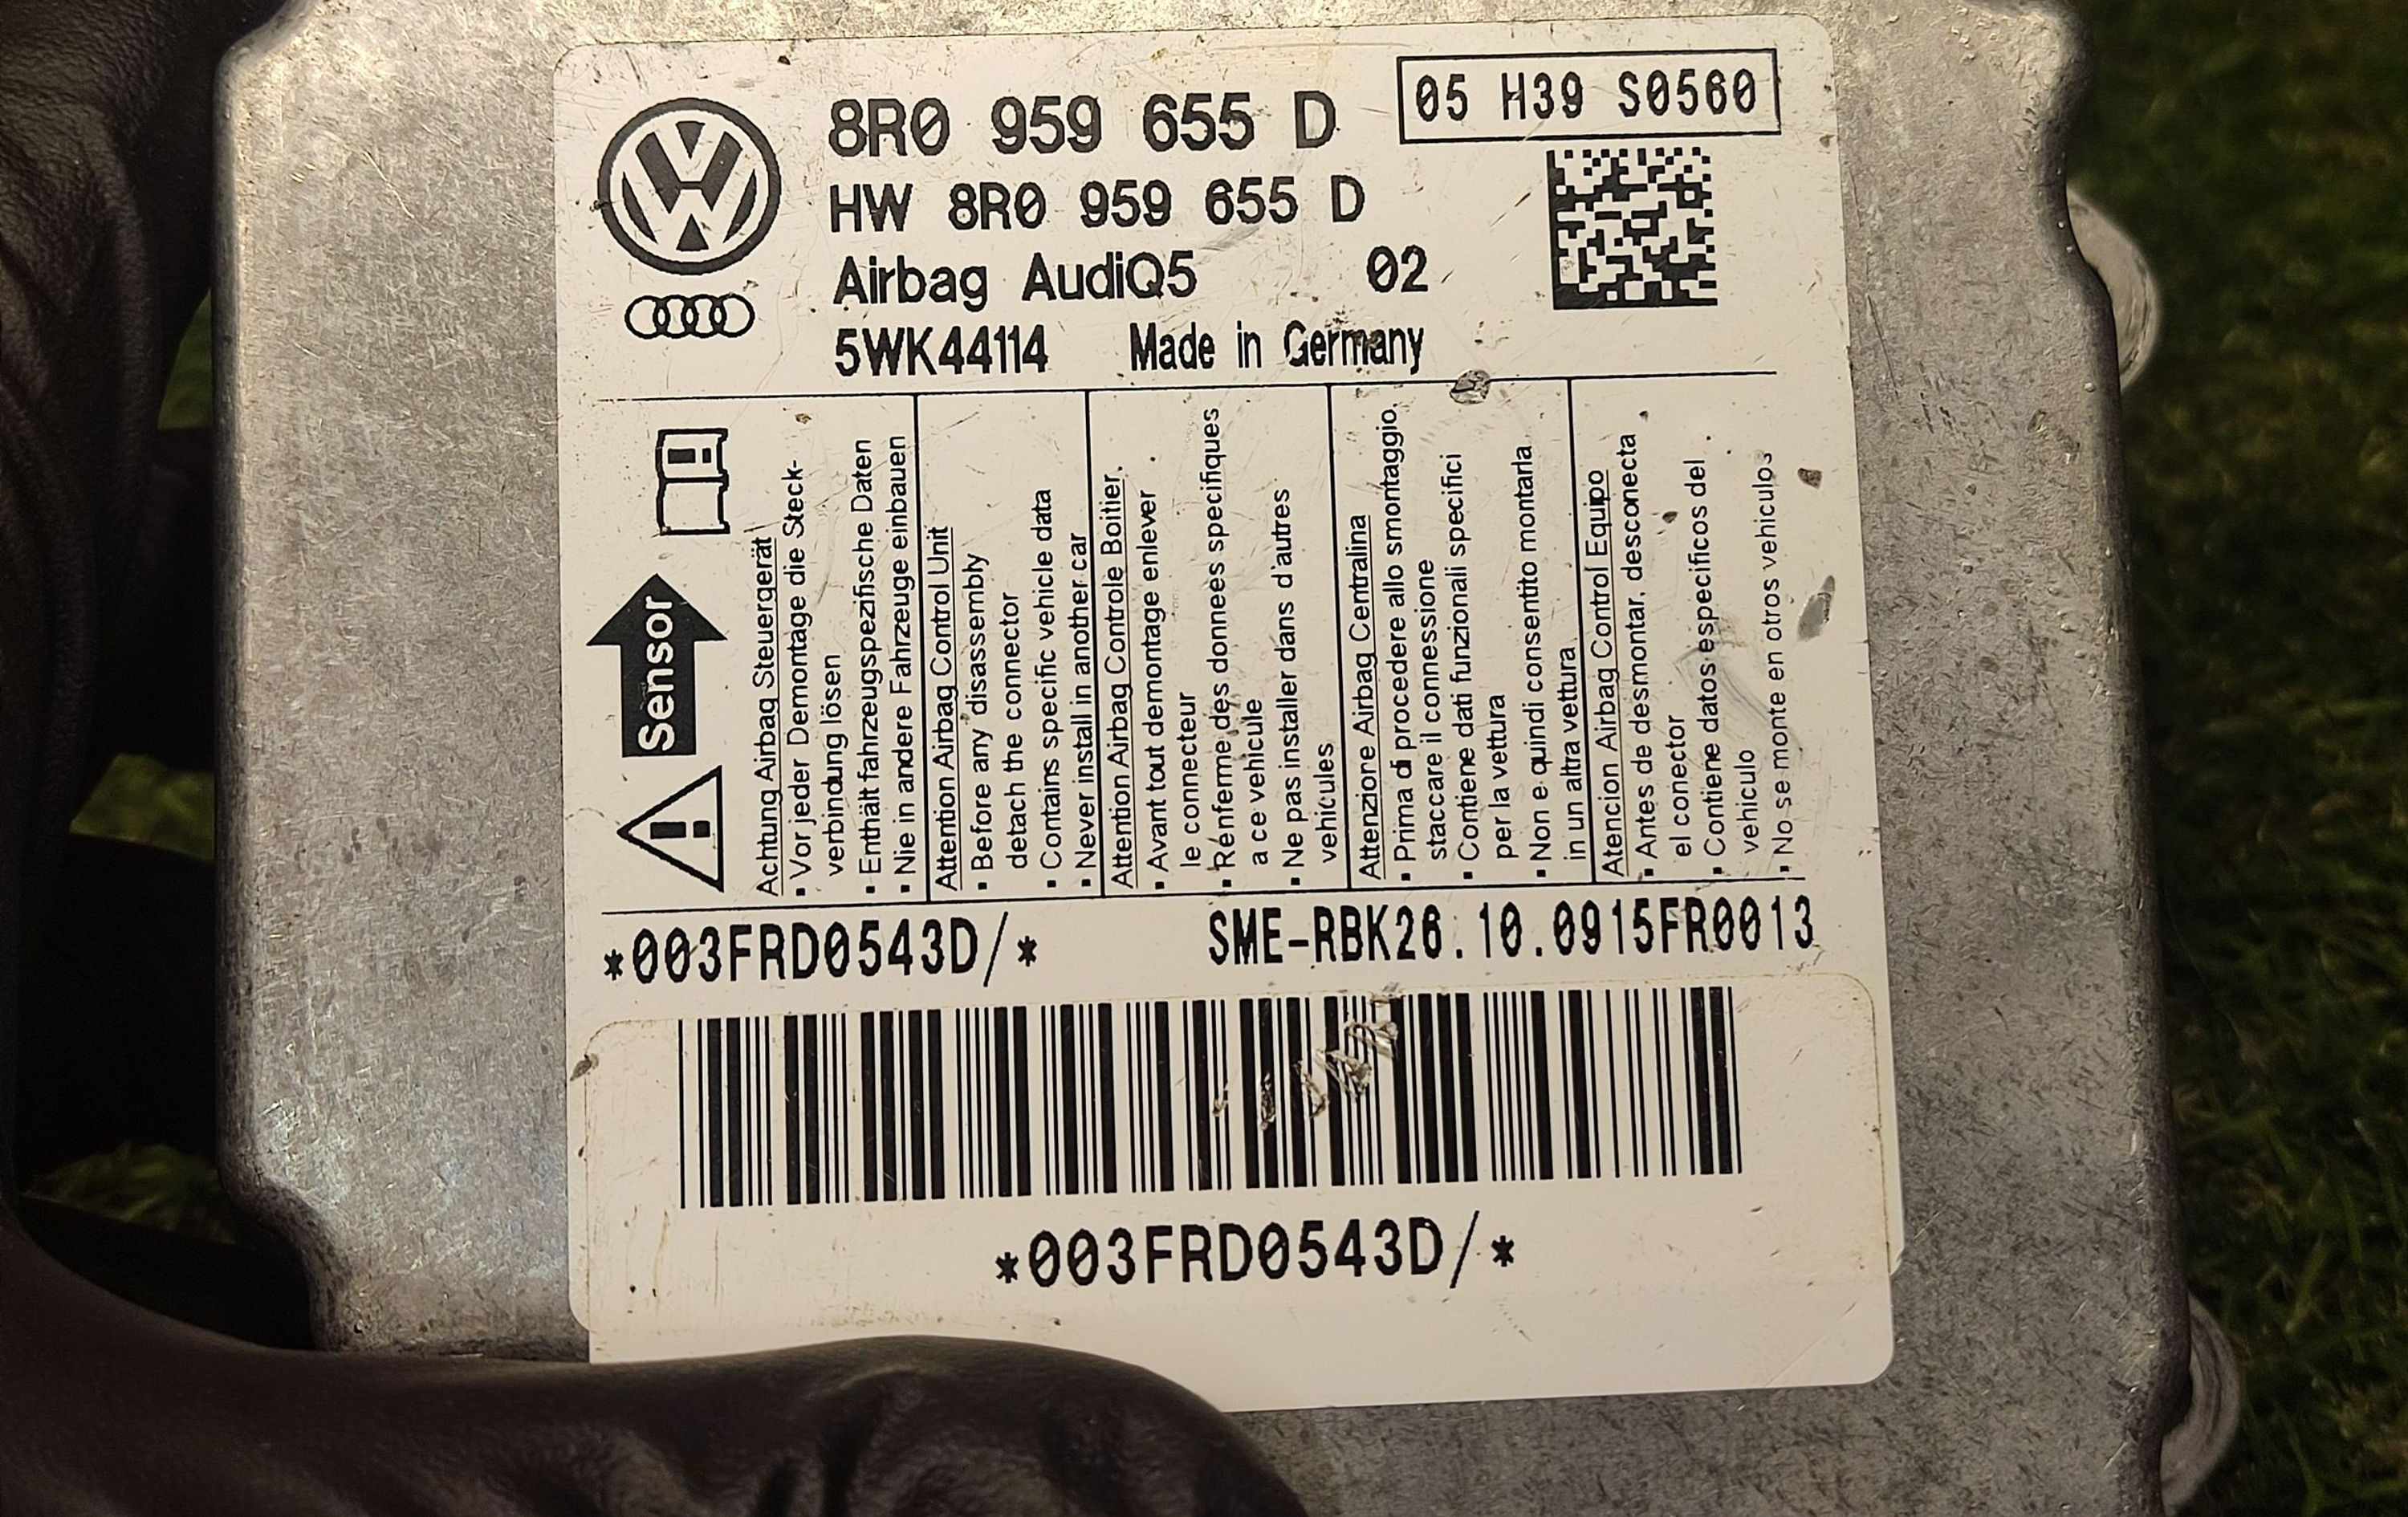 8R0 959 655 D
05 H39 S0560
HW 8R0 959 655 D
Airbag AudiQ5 02
5WK44114 Made in Germany
Sensor
Achtung Airbag Steuergerät
▪ Vor jeder Demontage die Steck-
verbindung lösen
▪ Enthält fahrzeugspezifische Daten
▪ Nie in andere Fahrzeuge einbauen
Attention Airbag Control Unit
▪ Before any disassembly
detach the connector
▪ Contains specific vehicle data
▪ Never install in another car
Attention Airbag Controle Boitier.
▪ Avant tout demontage enlever
le connecteur
▪ Renferme des donnees specifiques
a ce vehicule
▪ Ne pas installer dans d'autres
vehicules
Attenzione Airbag Centralina
▪ Prima di procedere allo smontaggio,
staccare il connessione
▪ Contiene dati funzionali specifici
per la vettura
▪ Non e quindi consentito montarla
in un altra vettura
Atencion Airbag Control Equipo
▪ Antes de desmontar, desconecta
el conector
▪ Contiene datos especificos del
vehiculo
▪ No se monte en otros vehiculos
*003FRD0543D/*
SME-RBK26.10.0915FR0013
*003FRD0543D/*